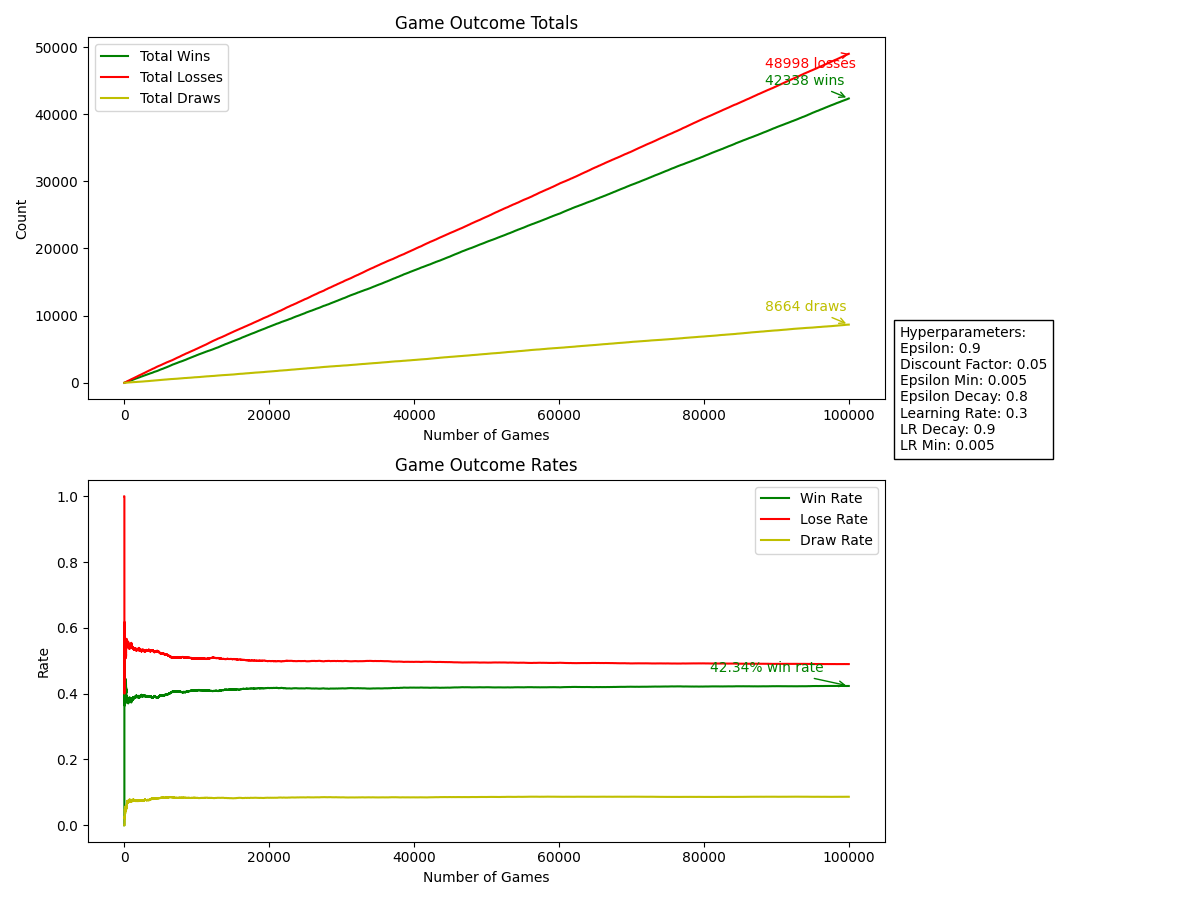 Game Outcome Totals
50000
40000
30000
20000
10000
0
Count
Total Wins
Total Losses
Total Draws
48998 losses
42338 wins
8664 draws
0
20000
40000
60000
80000
100000
Number of Games
Hyperparameters:
Epsilon: 0.9
Discount Factor: 0.05
Epsilon Min: 0.005
Epsilon Decay: 0.8
Learning Rate: 0.3
LR Decay: 0.9
LR Min: 0.005
Game Outcome Rates
1.0
0.8
0.6
0.4
0.2
0.0
Rate
Win Rate
Lose Rate
Draw Rate
42.34% win rate
0
20000
40000
60000
80000
100000
Number of Games